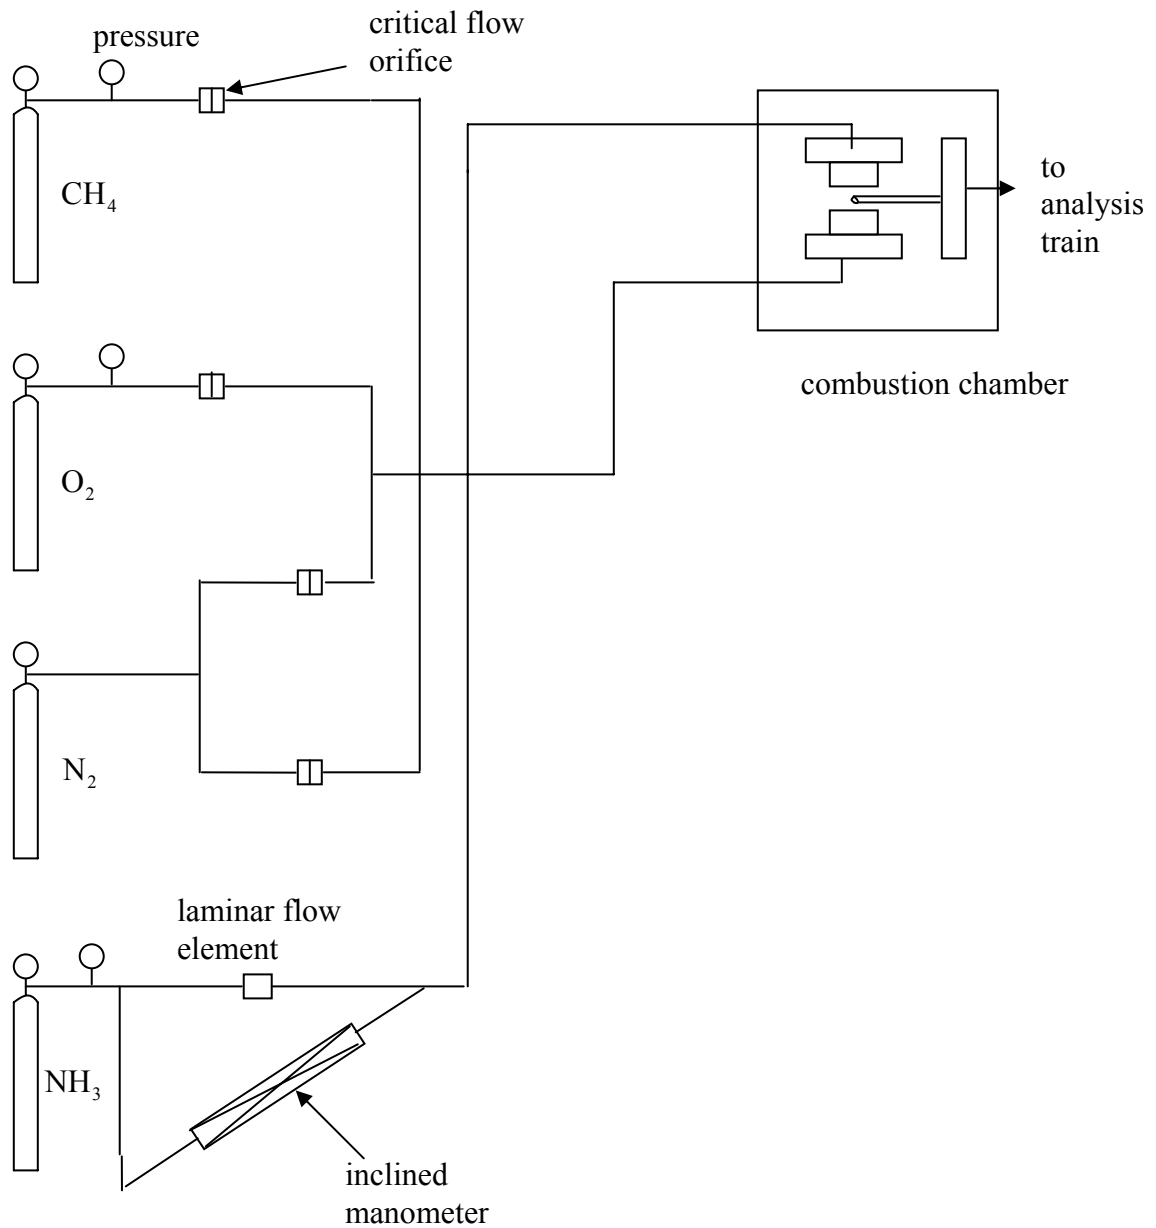 pressure
critical flow
orifice
CH₄
to
analysis
train
combustion chamber
O₂
N₂
laminar flow
element
NH₃
inclined
manometer